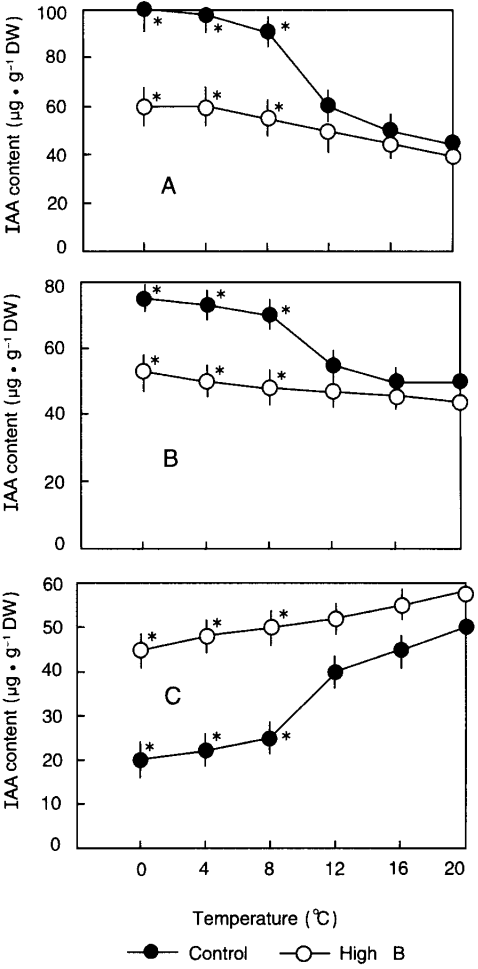 100
80
60
40
20
0
IAA content (μg • g⁻¹ DW)
* * *
* * *
A
80
60
40
20
0
IAA content (μg • g⁻¹ DW)
* * *
* * *
B
60
50
40
30
20
10
0
IAA content (μg • g⁻¹ DW)
* * *
* * *
C
0 4 8 12 16 20
Temperature (℃)
Control High B